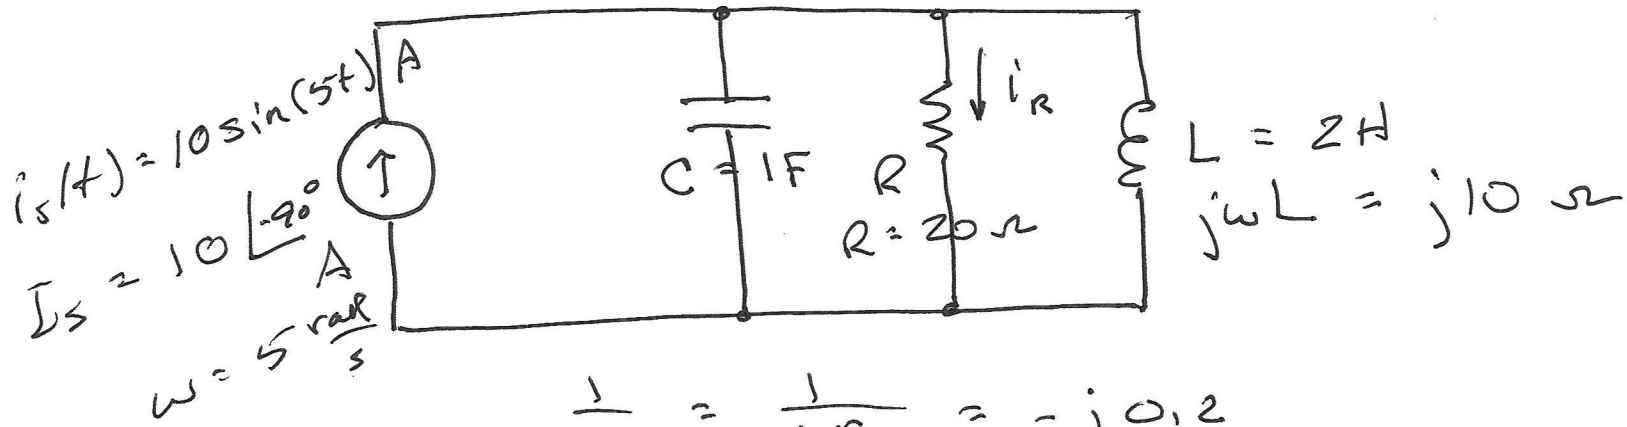 i_s(t) = 10 sin(5t) A
I_s = 10 ∠-90° A
ω = 5 rad/s
C = 1F
R
R = 20 Ω
i_R
L = 2H
jωL = j10 Ω
1/ = 1/ = -j0.2